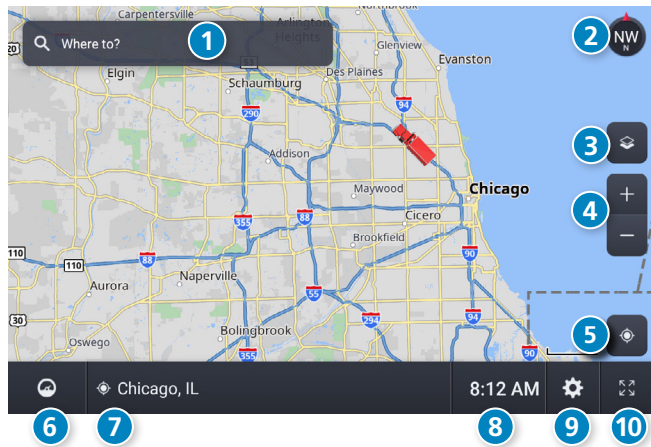 Carpentersville
Northbrook
Arlington
Heights
Where to?
1
2
NW
N
20
53
Glenview
Evanston
Elgin
Des Plaines
Schaumburg
94
290
3
Addison
Maywood
Chicago
4
+
−
355
88
Cicero
Brookfield
110
110
88
90
Aurora
Naperville
55
30
294
94
5
Oswego
Bolingbrook
355
90
Chicago, IL
8:12 AM
6
7
8
9
10